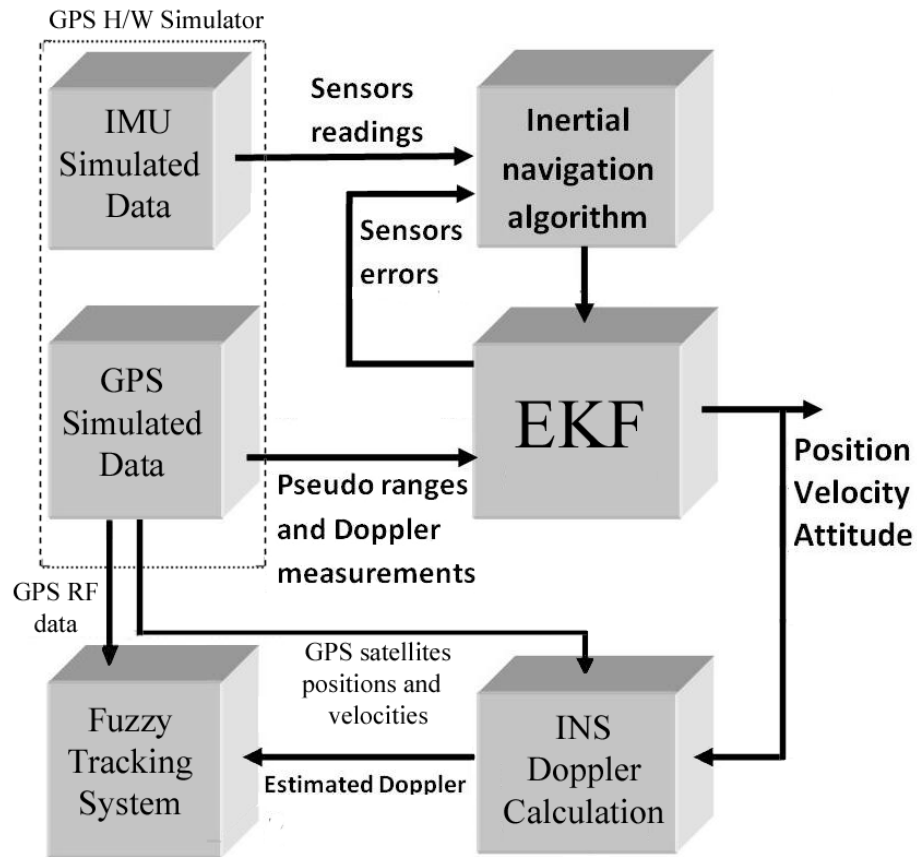 GPS H/W Simulator
IMU
Simulated
Data
Sensors
readings
Inertial
navigation
algorithm
Sensors
errors
GPS
Simulated
Data
EKF
Pseudo ranges
and Doppler
measurements
Position
Velocity
Attitude
GPS RF
data
GPS satellites
positions and
velocities
Fuzzy
Tracking
System
Estimated Doppler
INS
Doppler
Calculation